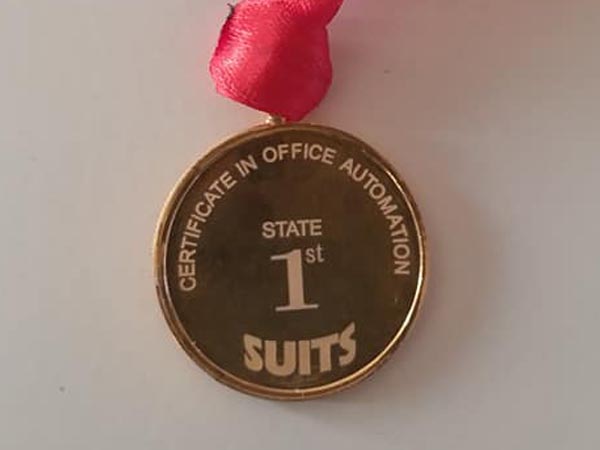 CERTIFICATE IN OFFICE AUTOMATION
STATE
1st
SUITS